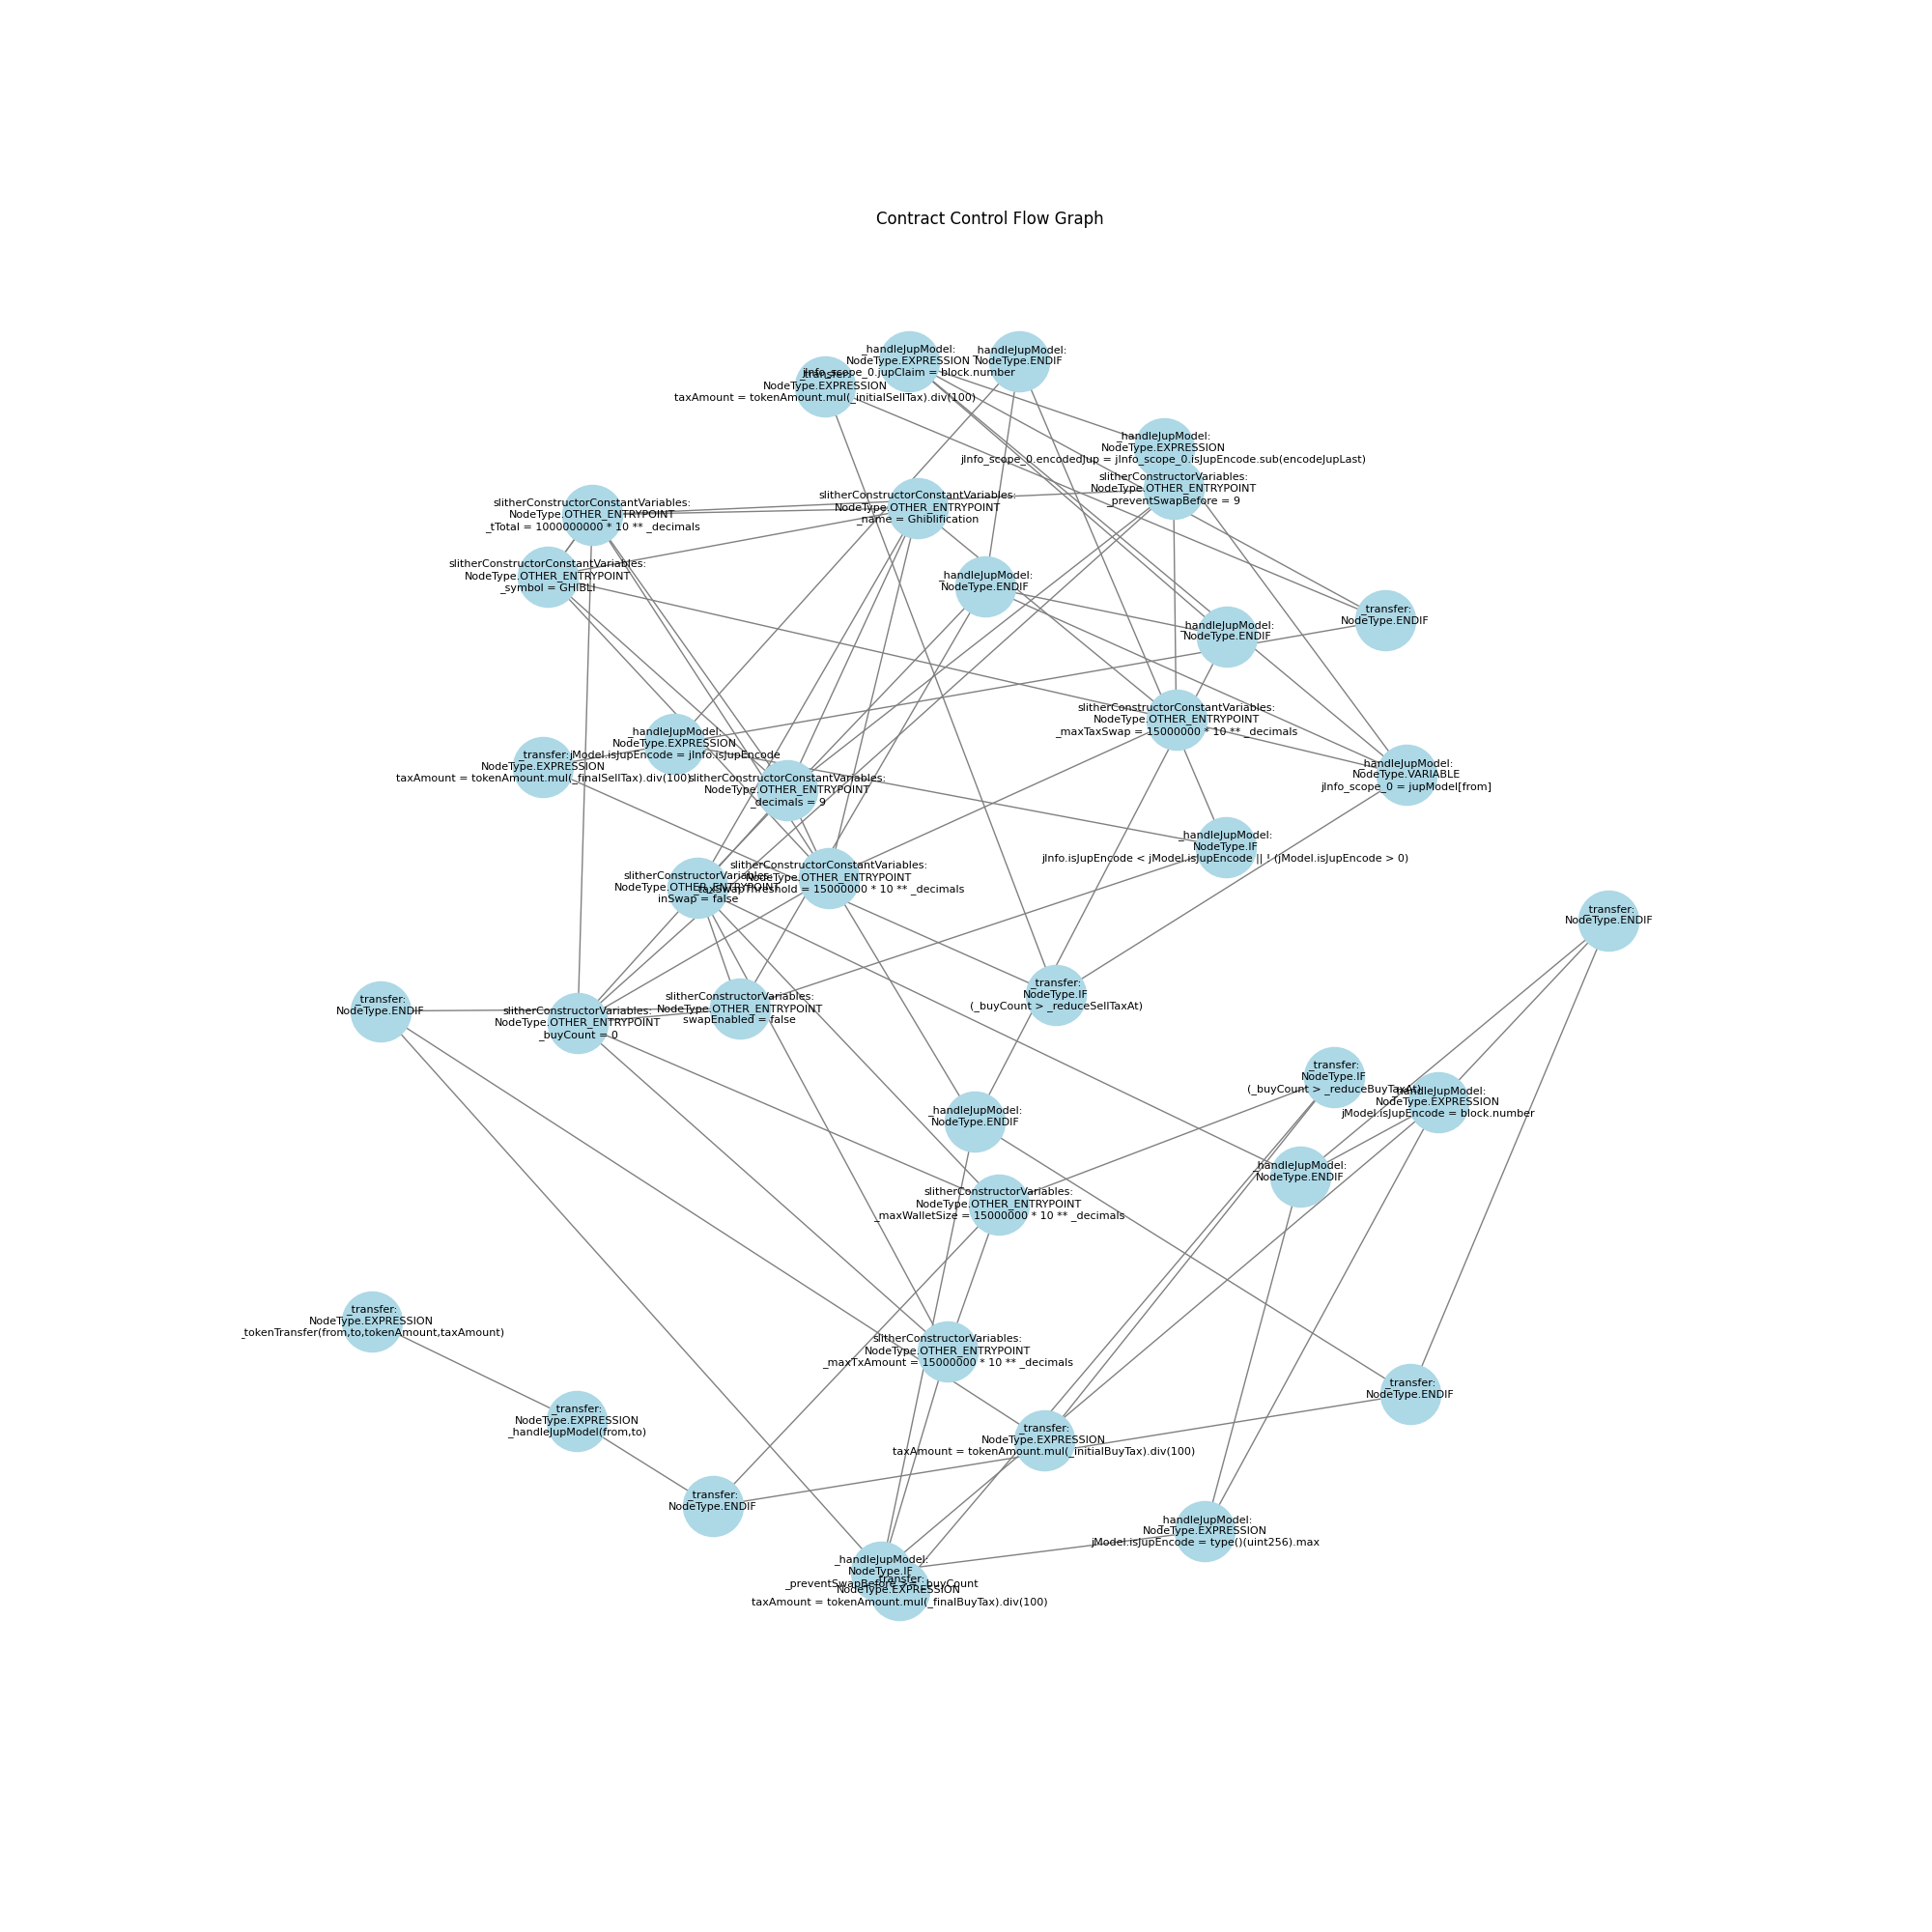 Contract Control Flow Graph
_handleJupModel:
NodeType.EXPRESSION
jInfo_scope_0.jupClaim = block.number
_handleJupModel:
NodeType.ENDIF
_transfer:
NodeType.EXPRESSION
taxAmount = tokenAmount.mul(_initialSellTax).div(100)
_handleJupModel:
NodeType.EXPRESSION
jInfo_scope_0.encodedJup = jInfo_scope_0.isJupEncode.sub(encodeJupLast)
slitherConstructorVariables:
NodeType.OTHER_ENTRYPOINT
_preventSwapBefore = 9
slitherConstructorConstantVariables:
NodeType.OTHER_ENTRYPOINT
_name = Ghiblification
slitherConstructorConstantVariables:
NodeType.OTHER_ENTRYPOINT
_tTotal = 1000000000 * 10 ** _decimals
slitherConstructorConstantVariables:
NodeType.OTHER_ENTRYPOINT
_symbol = GHIBLI
_handleJupModel:
NodeType.ENDIF
_transfer:
NodeType.ENDIF
_handleJupModel:
NodeType.ENDIF
slitherConstructorConstantVariables:
NodeType.OTHER_ENTRYPOINT
_maxTaxSwap = 15000000 * 10 ** _decimals
_handleJupModel:
NodeType.EXPRESSION
jModel.isJupEncode = jInfo.isJupEncode
_transfer:
NodeType.EXPRESSION
taxAmount = tokenAmount.mul(_finalSellTax).div(100)
_handleJupModel:
NodeType.VARIABLE
jInfo_scope_0 = jupModel[from]
slitherConstructorConstantVariables:
NodeType.OTHER_ENTRYPOINT
_decimals = 9
_handleJupModel:
NodeType.IF
jInfo.isJupEncode < jModel.isJupEncode || ! (jModel.isJupEncode > 0)
slitherConstructorConstantVariables:
NodeType.OTHER_ENTRYPOINT
_taxSwapThreshold = 15000000 * 10 ** _decimals
slitherConstructorVariables:
NodeType.OTHER_ENTRYPOINT
inSwap = false
_transfer:
NodeType.ENDIF
_transfer:
NodeType.IF
(_buyCount > _reduceSellTaxAt)
slitherConstructorVariables:
NodeType.OTHER_ENTRYPOINT
swapEnabled = false
_transfer:
NodeType.ENDIF
slitherConstructorVariables:
NodeType.OTHER_ENTRYPOINT
_buyCount = 0
_transfer:
NodeType.IF
(_buyCount > _reduceBuyTaxAt)
_handleJupModel:
NodeType.EXPRESSION
jModel.isJupEncode = block.number
_handleJupModel:
NodeType.ENDIF
_handleJupModel:
NodeType.ENDIF
slitherConstructorVariables:
NodeType.OTHER_ENTRYPOINT
_maxWalletSize = 15000000 * 10 ** _decimals
_transfer:
NodeType.EXPRESSION
_tokenTransfer(from,to,tokenAmount,taxAmount)
slitherConstructorVariables:
NodeType.OTHER_ENTRYPOINT
_maxTxAmount = 15000000 * 10 ** _decimals
_transfer:
NodeType.ENDIF
_transfer:
NodeType.EXPRESSION
_handleJupModel(from,to)
_transfer:
NodeType.EXPRESSION
taxAmount = tokenAmount.mul(_initialBuyTax).div(100)
_transfer:
NodeType.ENDIF
_handleJupModel:
NodeType.EXPRESSION
jModel.isJupEncode = type()(uint256).max
_handleJupModel:
NodeType.IF
_preventSwapBefore _buyCount
_transfer:
NodeType.EXPRESSION
taxAmount = tokenAmount.mul(_finalBuyTax).div(100)